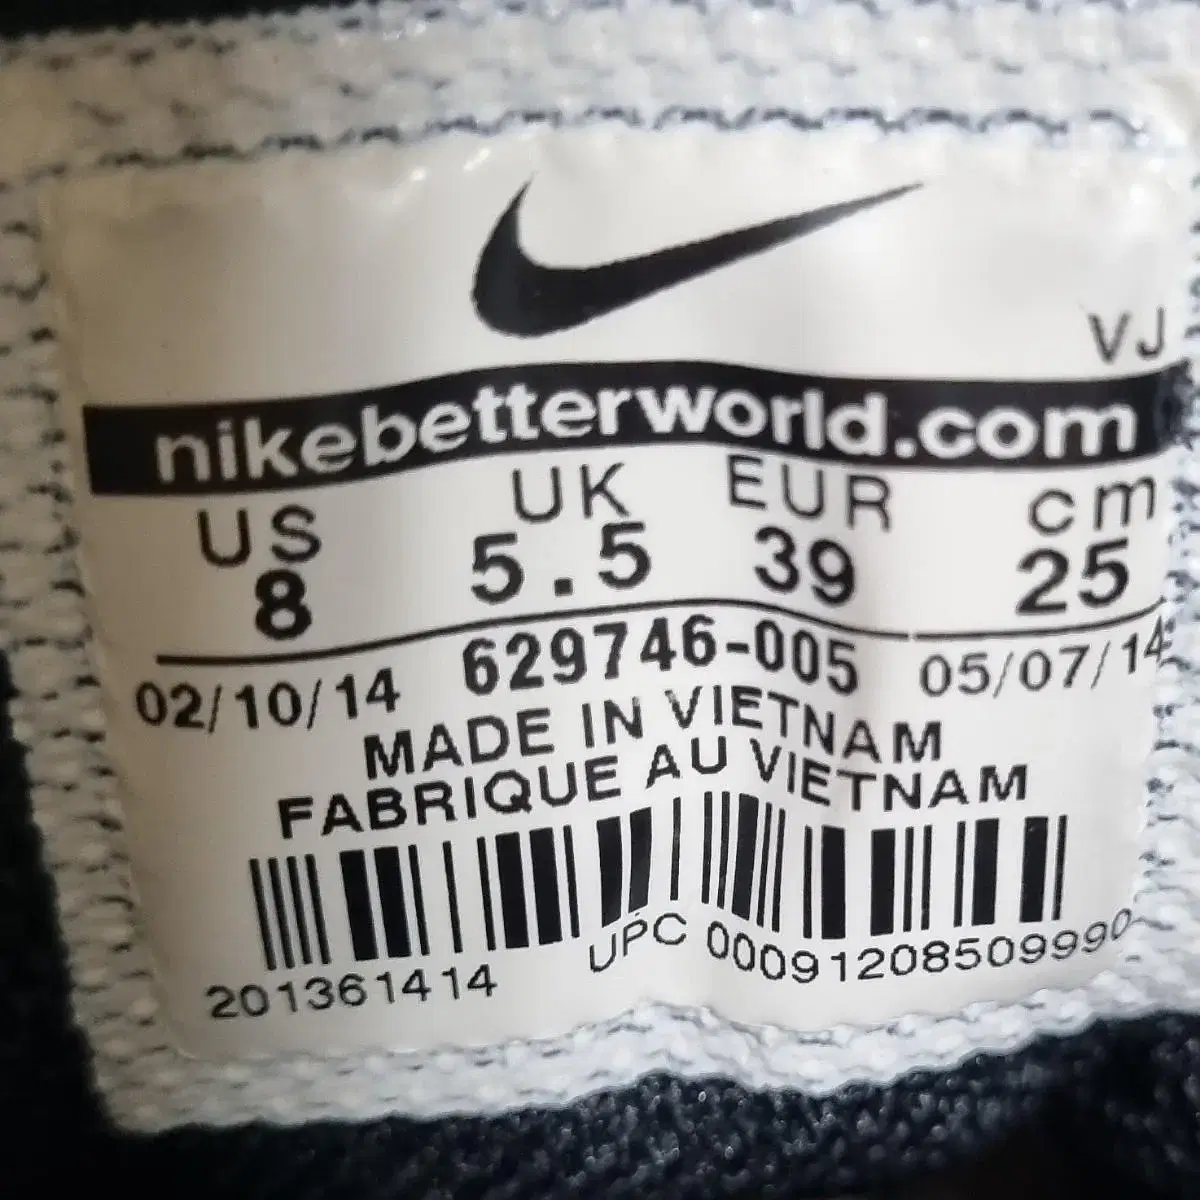 VJ
nikebetterworld.com
US UK EUR cm
8 5.5 39 25
02/10/14 629746-005 05/07/14
MADE IN VIETNAM
FABRIQUE AU VIETNAM
201361414 UPC 00091208509990